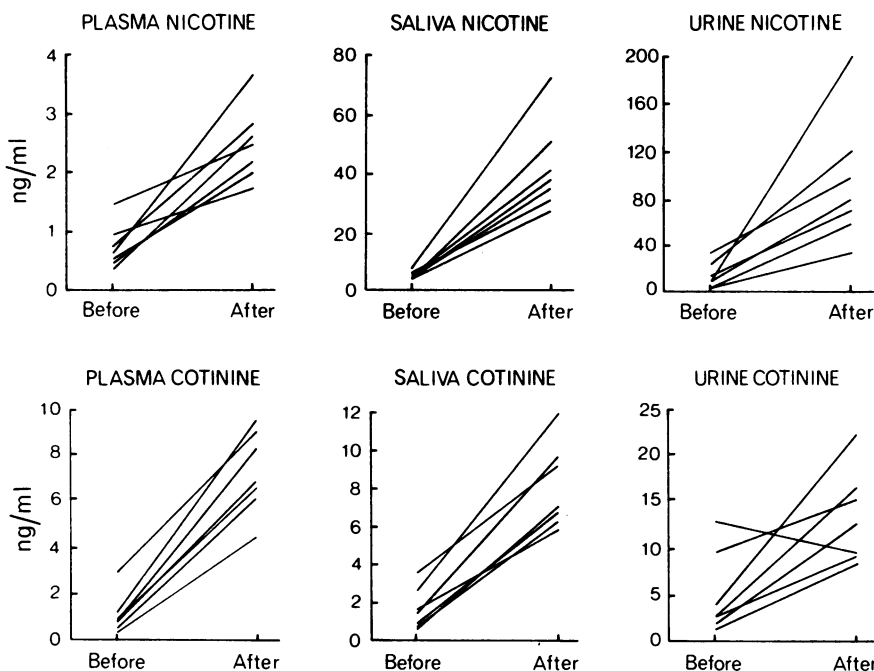 PLASMA NICOTINE
SALIVA NICOTINE
URINE NICOTINE
4
3
2
1
0
ng/ml
Before
After
80
60
40
20
0
Before
After
200
160
120
80
40
0
Before
After
PLASMA COTININE
SALIVA COTININE
URINE COTININE
10
8
6
4
2
0
ng/ml
Before
After
12
10
8
6
4
2
0
Before
After
25
20
15
10
5
0
Before
After